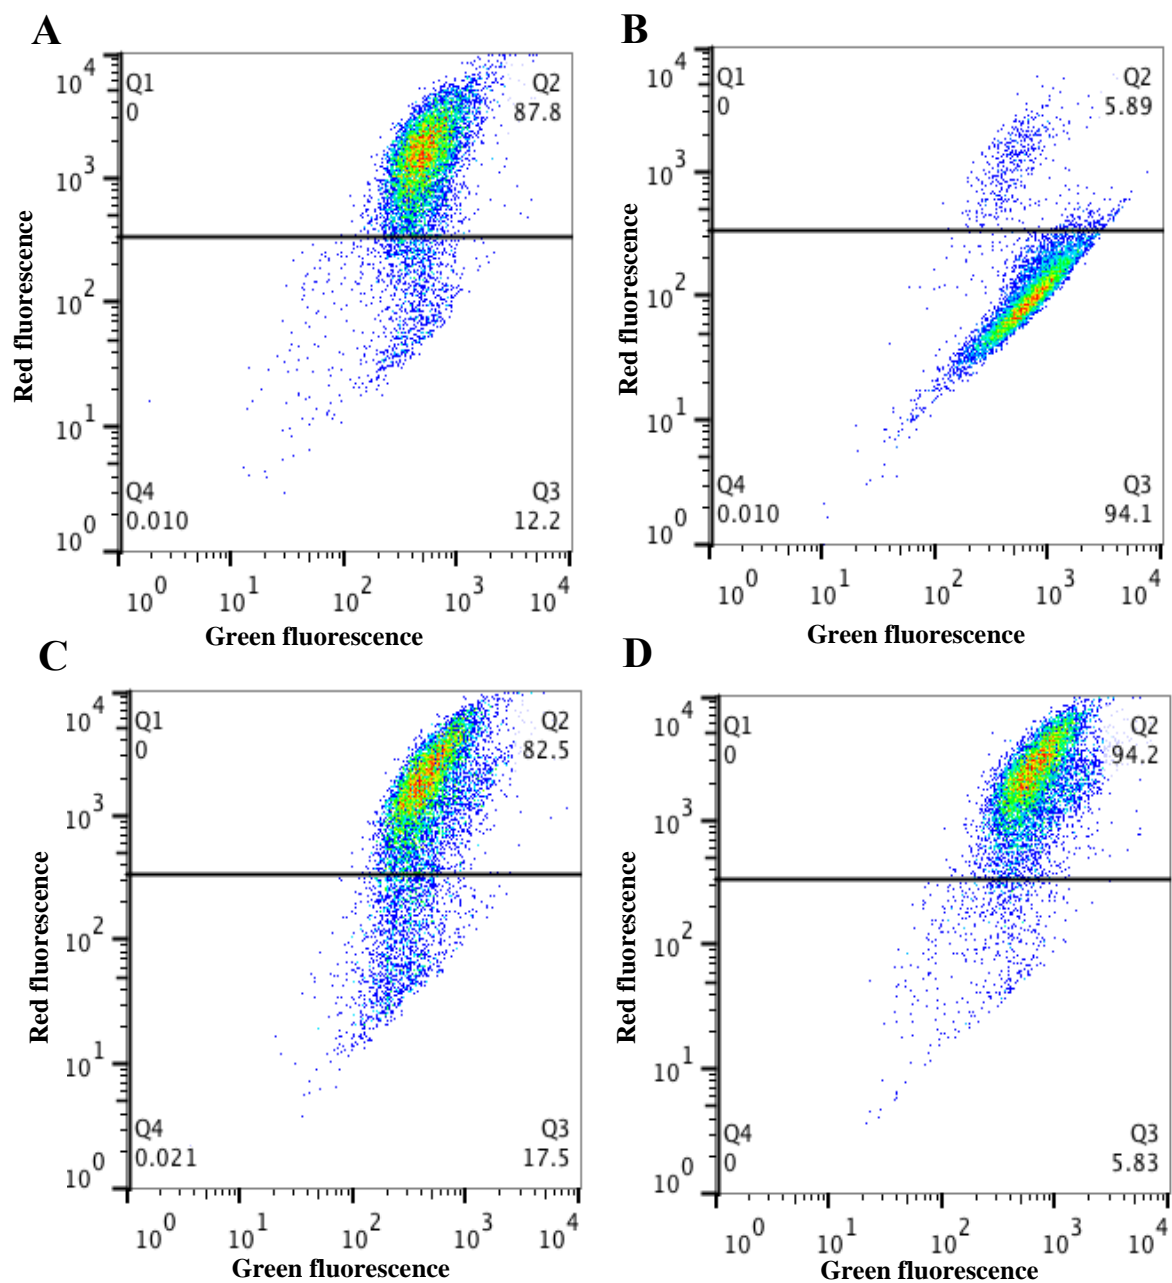 A
Red fluorescence
10^4
10^3
10^2
10^1
10^0
Q1
0
Q2
87.8
Q4
0.010
Q3
12.2
10^0 10^1 10^2 10^3 10^4
Green fluorescence
B
Red fluorescence
10^4
10^3
10^2
10^1
10^0
Q1
0
Q2
5.89
Q4
0.010
Q3
94.1
10^0 10^1 10^2 10^3 10^4
Green fluorescence
C
Red fluorescence
10^4
10^3
10^2
10^1
10^0
Q1
0
Q2
82.5
Q4
0.021
Q3
17.5
10^0 10^1 10^2 10^3 10^4
Green fluorescence
D
Red fluorescence
10^4
10^3
10^2
10^1
10^0
Q1
0
Q2
94.2
Q4
0
Q3
5.83
10^0 10^1 10^2 10^3 10^4
Green fluorescence